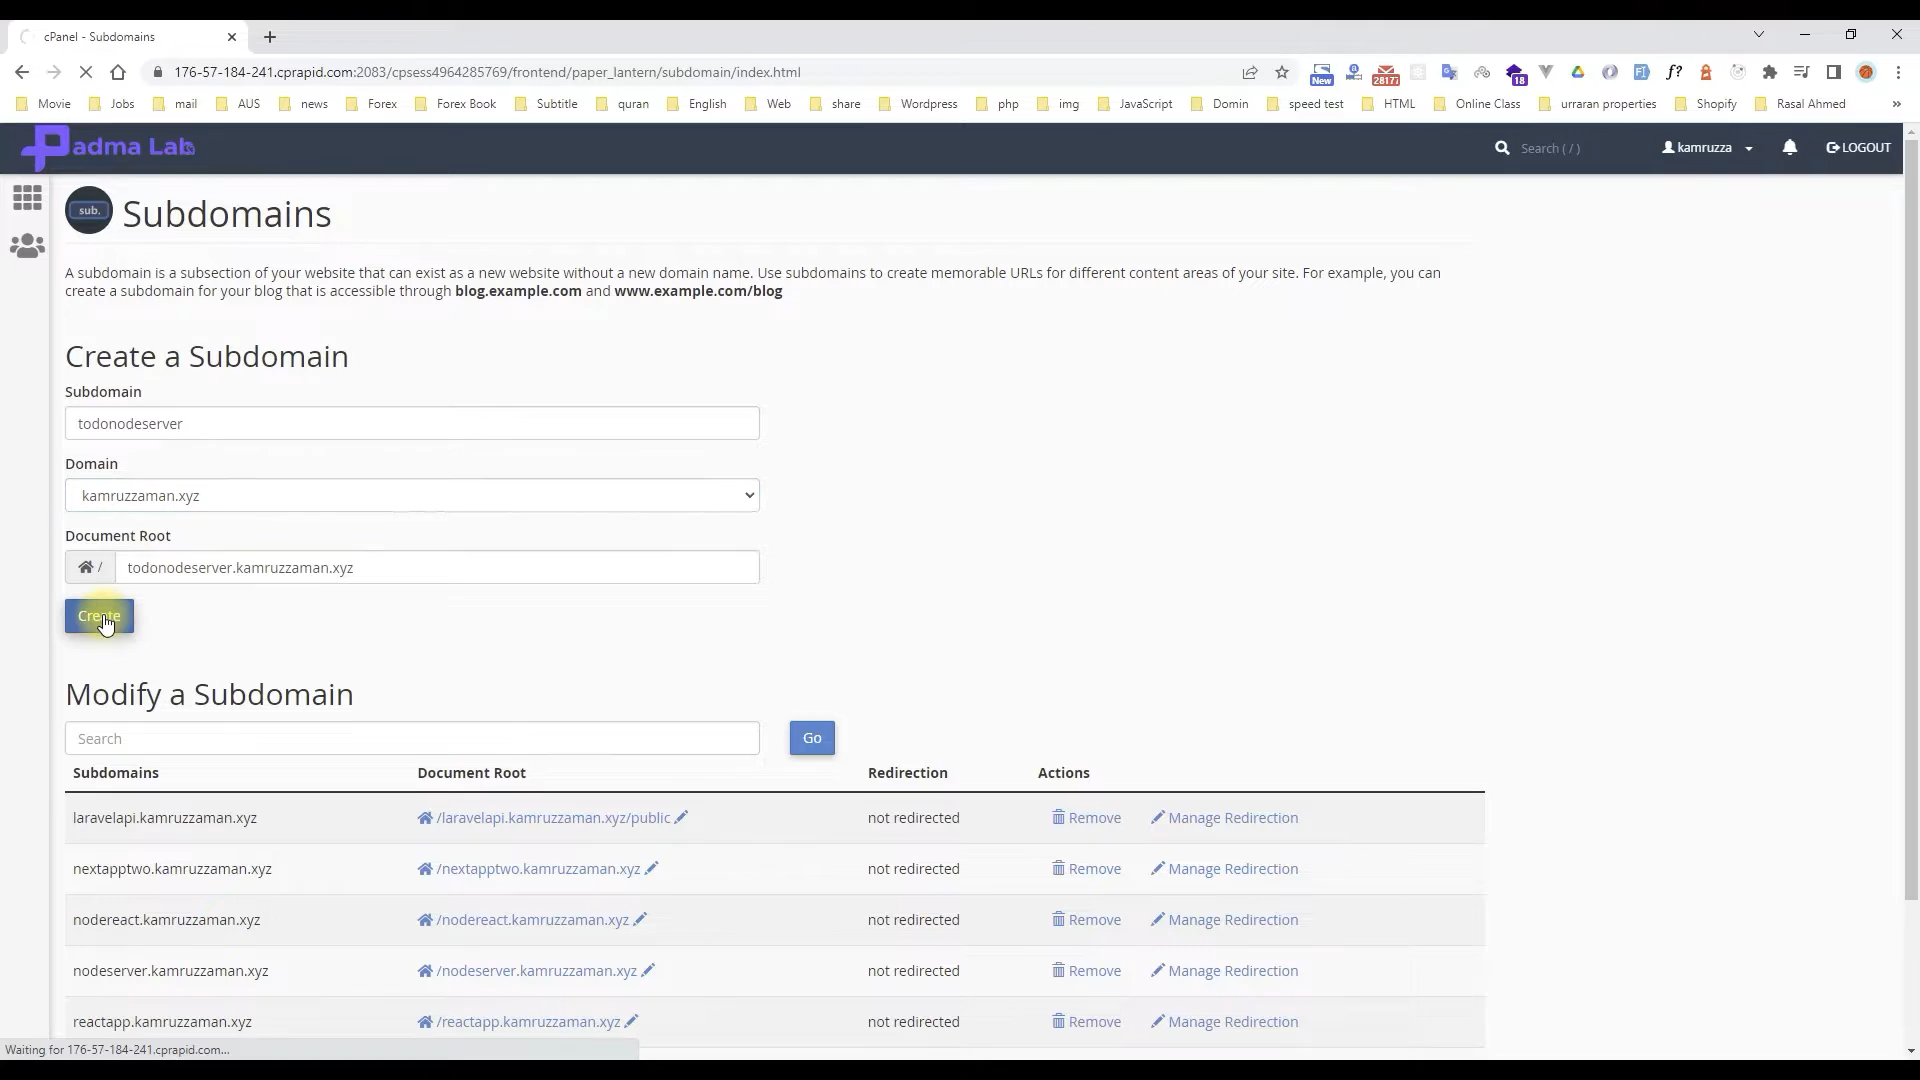 cPanel - Subdomains
176-57-184-241.cprapid.com:2083/cpsess4964285769/frontend/paper_lantern/subdomain/index.html
New
28177
18
f?
Movie Jobs mail AUS news Forex Forex Book Subtitle quran English Web share Wordpress php img JavaScript Domin speed test HTML Online Class urraran properties Shopify Rasal Ahmed »
Padma Lab
Search ( / )
kamruzza
LOGOUT
sub.
Subdomains
A subdomain is a subsection of your website that can exist as a new website without a new domain name. Use subdomains to create memorable URLs for different content areas of your site. For example, you can
create a subdomain for your blog that is accessible through blog.example.com and www.example.com/blog
Create a Subdomain
Subdomain
todonodeserver
Domain
kamruzzaman.xyz
Document Root
/ todonodeserver.kamruzzaman.xyz
Create
Modify a Subdomain
Search
Go
Subdomains Document Root Redirection Actions
laravelapi.kamruzzaman.xyz /laravelapi.kamruzzaman.xyz/public not redirected Remove Manage Redirection
nextapptwo.kamruzzaman.xyz /nextapptwo.kamruzzaman.xyz not redirected Remove Manage Redirection
nodereact.kamruzzaman.xyz /nodereact.kamruzzaman.xyz not redirected Remove Manage Redirection
nodeserver.kamruzzaman.xyz /nodeserver.kamruzzaman.xyz not redirected Remove Manage Redirection
reactapp.kamruzzaman.xyz /reactapp.kamruzzaman.xyz not redirected Remove Manage Redirection
Waiting for 176-57-184-241.cprapid.com...